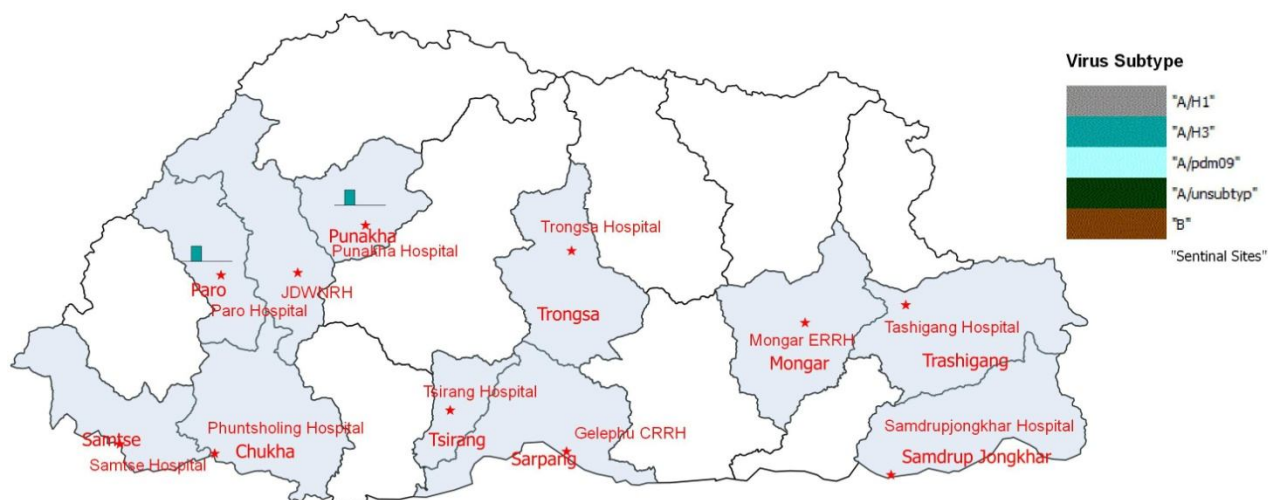 Virus Subtype
"A/H1"
"A/H3"
"A/pdm09"
"A/unsubtyp"
"B"
"Sentinal Sites"
Punakha
Punakha Hospital
Trongsa Hospital
Paro
JDWNRH
Paro Hospital
Trongsa
Tashigang Hospital
Mongar ERRH
Mongar
Trashigang
Tsirang Hospital
Phuntsholing Hospital
Samtse
Chukha
Tsirang
Gelephu CRRH
Samdrupjongkhar Hospital
Samtse Hospital
Sarpang
Samdrup Jongkhar